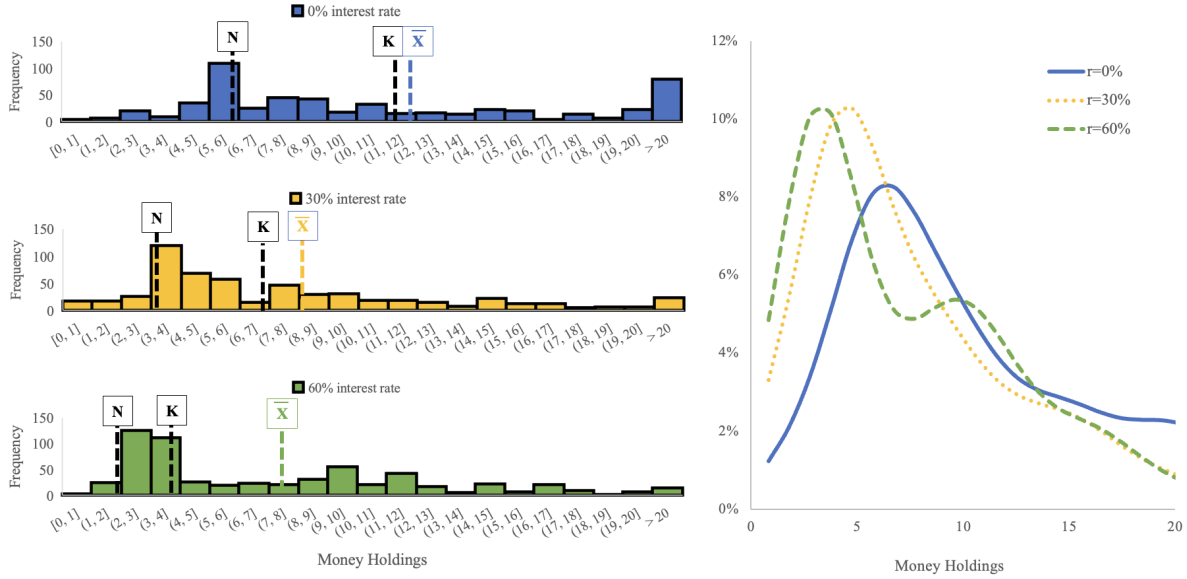 0% interest rate
N
K
X̅
150
100
50
0
Frequency
[0, 1] (1, 2] (2, 3] (3, 4] (4, 5] (5, 6] (6, 7] (7, 8] (8, 9] (9, 10] (10, 11] (11, 12] (12, 13] (13, 14] (14, 15] (15, 16] (16, 17] (17, 18] (18, 19] (19, 20] > 20
30% interest rate
N
K
X̅
150
100
50
0
Frequency
[0, 1] (1, 2] (2, 3] (3, 4] (4, 5] (5, 6] (6, 7] (7, 8] (8, 9] (9, 10] (10, 11] (11, 12] (12, 13] (13, 14] (14, 15] (15, 16] (16, 17] (17, 18] (18, 19] (19, 20] > 20
60% interest rate
N
K
X̅
150
100
50
0
Frequency
[0, 1] (1, 2] (2, 3] (3, 4] (4, 5] (5, 6] (6, 7] (7, 8] (8, 9] (9, 10] (10, 11] (11, 12] (12, 13] (13, 14] (14, 15] (15, 16] (16, 17] (17, 18] (18, 19] (19, 20] > 20
Money Holdings
12%
10%
8%
6%
4%
2%
0%
r=0%
r=30%
r=60%
0 5 10 15 20
Money Holdings